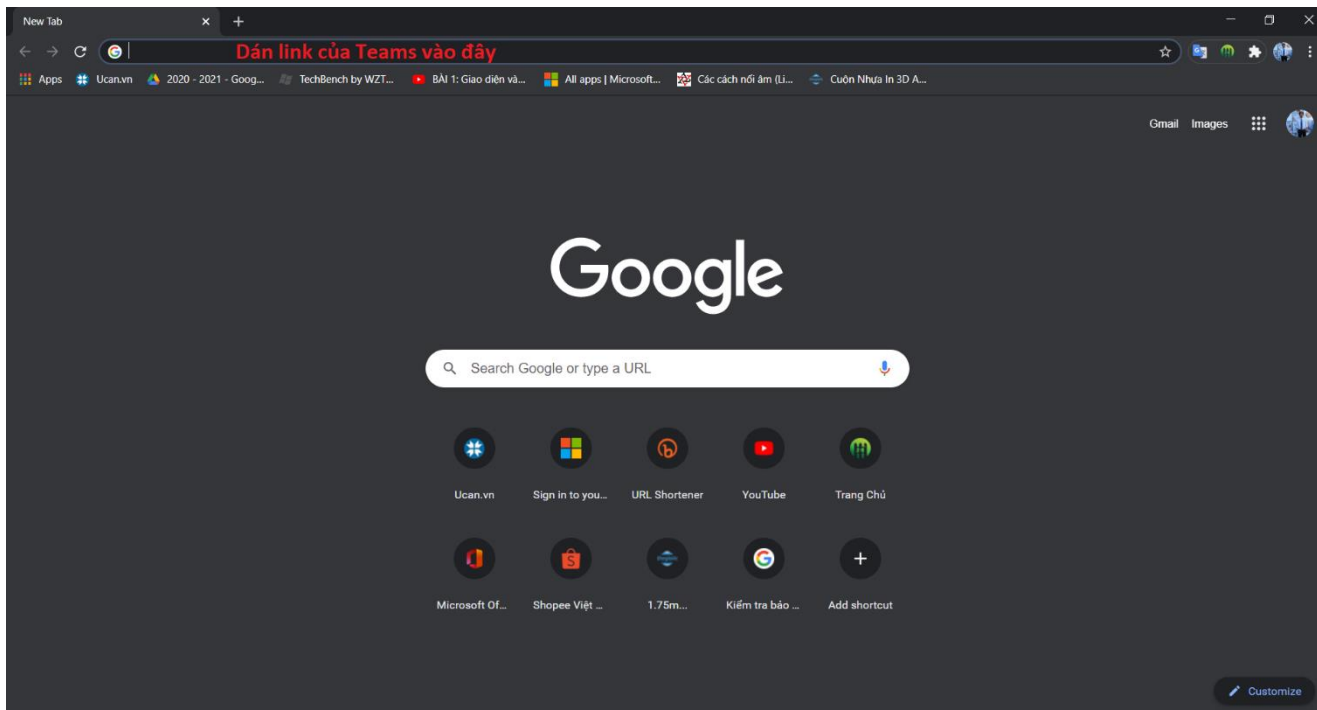 New Tab
Dán link của Teams vào đây
Apps Ucan.vn 2020 - 2021 - Goog... TechBench by WZT... BÀI 1: Giao diện và... All apps | Microsoft... Các cách nối âm (Li... Cuộn Nhựa In 3D A...
Gmail Images
Google
Search Google or type a URL
Ucan.vn Sign in to you... URL Shortener YouTube Trang Chủ
Microsoft Of... Shopee Việt ... 1.75m... Kiểm tra báo ... Add shortcut
Customize